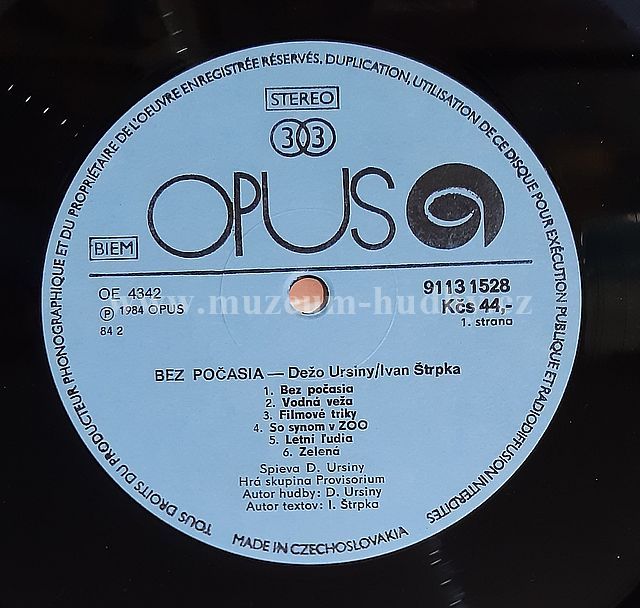 TOUS DROITS DU PRODUCTEUR PHONOGRAPHIQUE ET DU PROPRIÉTAIRE DE L'OEUVRE ENREGISTRÉE RÉSERVÉS, DUPLICATION, UTILISATION DE CE DISQUE POUR EXÉCUTION PUBLIQUE ET RADIODIFFUSION INTERDITES
STEREO
33
OPUS
BIEM
OE 4342
℗ 1984 OPUS
84 2
91131528
Kčs 44,-
1. strana
www.muzeum-hudby.cz
BEZ POČASIA — Dežo Ursiny/Ivan Štrpka
1. Bez počasia
2. Vodná veža
3. Filmové triky
4. So synom v ZOO
5. Letní ľudia
6. Zelená
Spieva D. Ursiny
Hrá skupina Provisorium
Autor hudby: D. Ursiny
Autor textov: I. Štrpka
MADE IN CZECHOSLOVAKIA